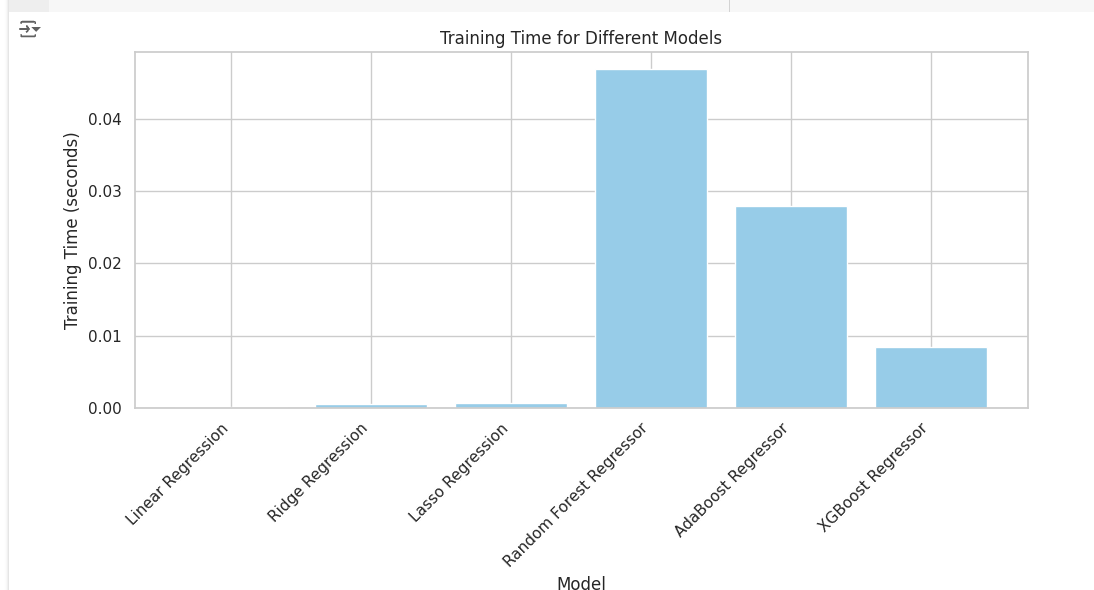 Training Time for Different Models
Training Time (seconds)
0.04
0.03
0.02
0.01
0.00
Linear Regression
Ridge Regression
Lasso Regression
Random Forest Regressor
AdaBoost Regressor
XGBoost Regressor
Model